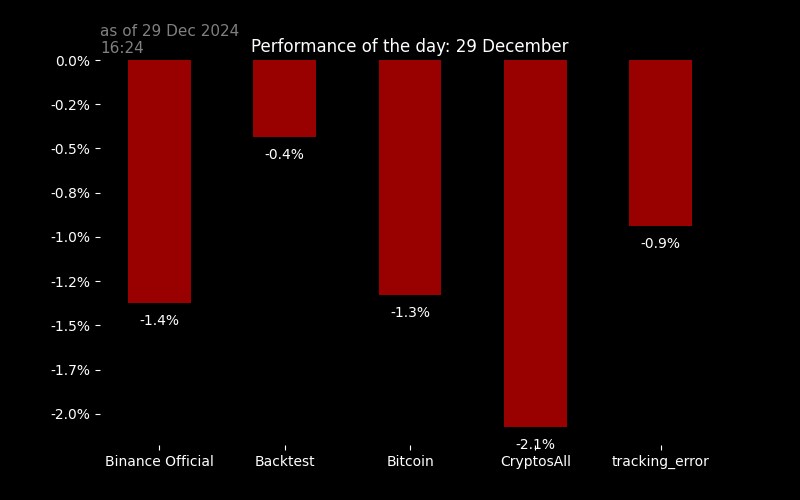 as of 29 Dec 2024
16:24
Performance of the day: 29 December
0.0%
-0.2%
-0.5%
-0.8%
-1.0%
-1.2%
-1.5%
-1.7%
-2.0%
-1.4%
-0.4%
-1.3%
-2.1%
-0.9%
Binance Official
Backtest
Bitcoin
CryptosAll
tracking_error